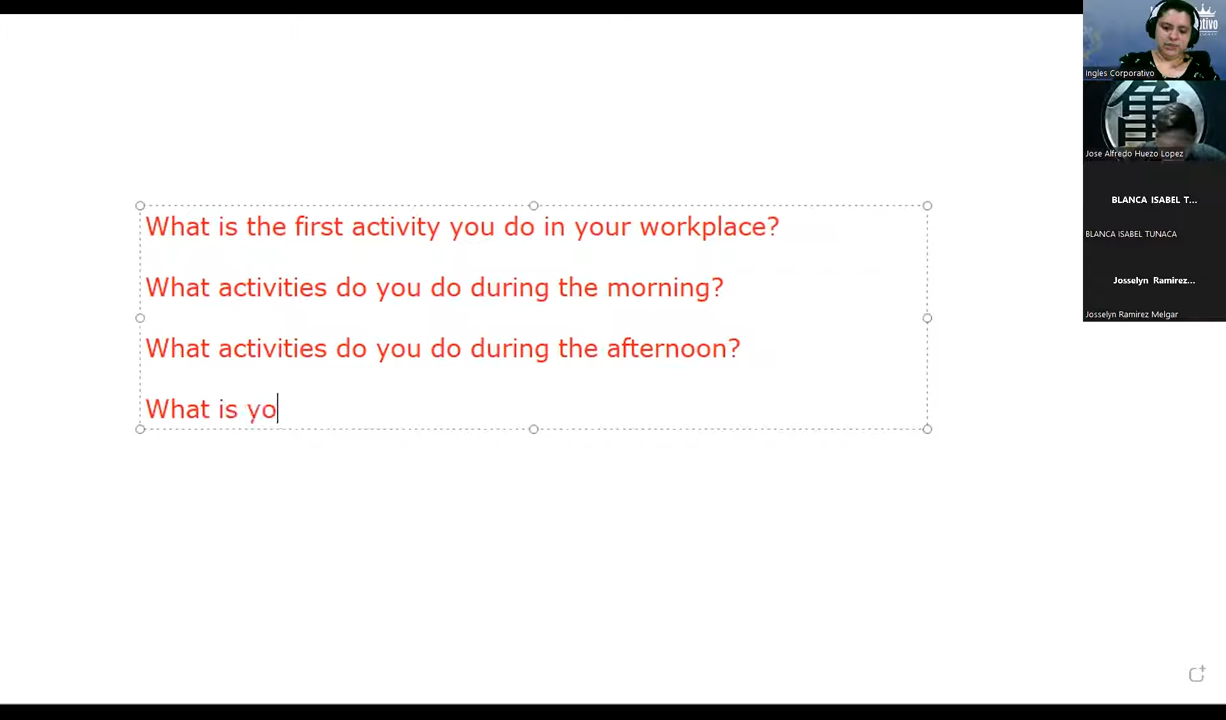 What is the first activity you do in your workplace?
What activities do you do during the morning?
What activities do you do during the afternoon?
What is yo
Ingles Corporativo
Jose Alfredo Huezo Lopez
BLANCA ISABEL T...
BLANCA ISABEL TUNACA
Josselyn Ramirez...
Josselyn Ramirez Melgar